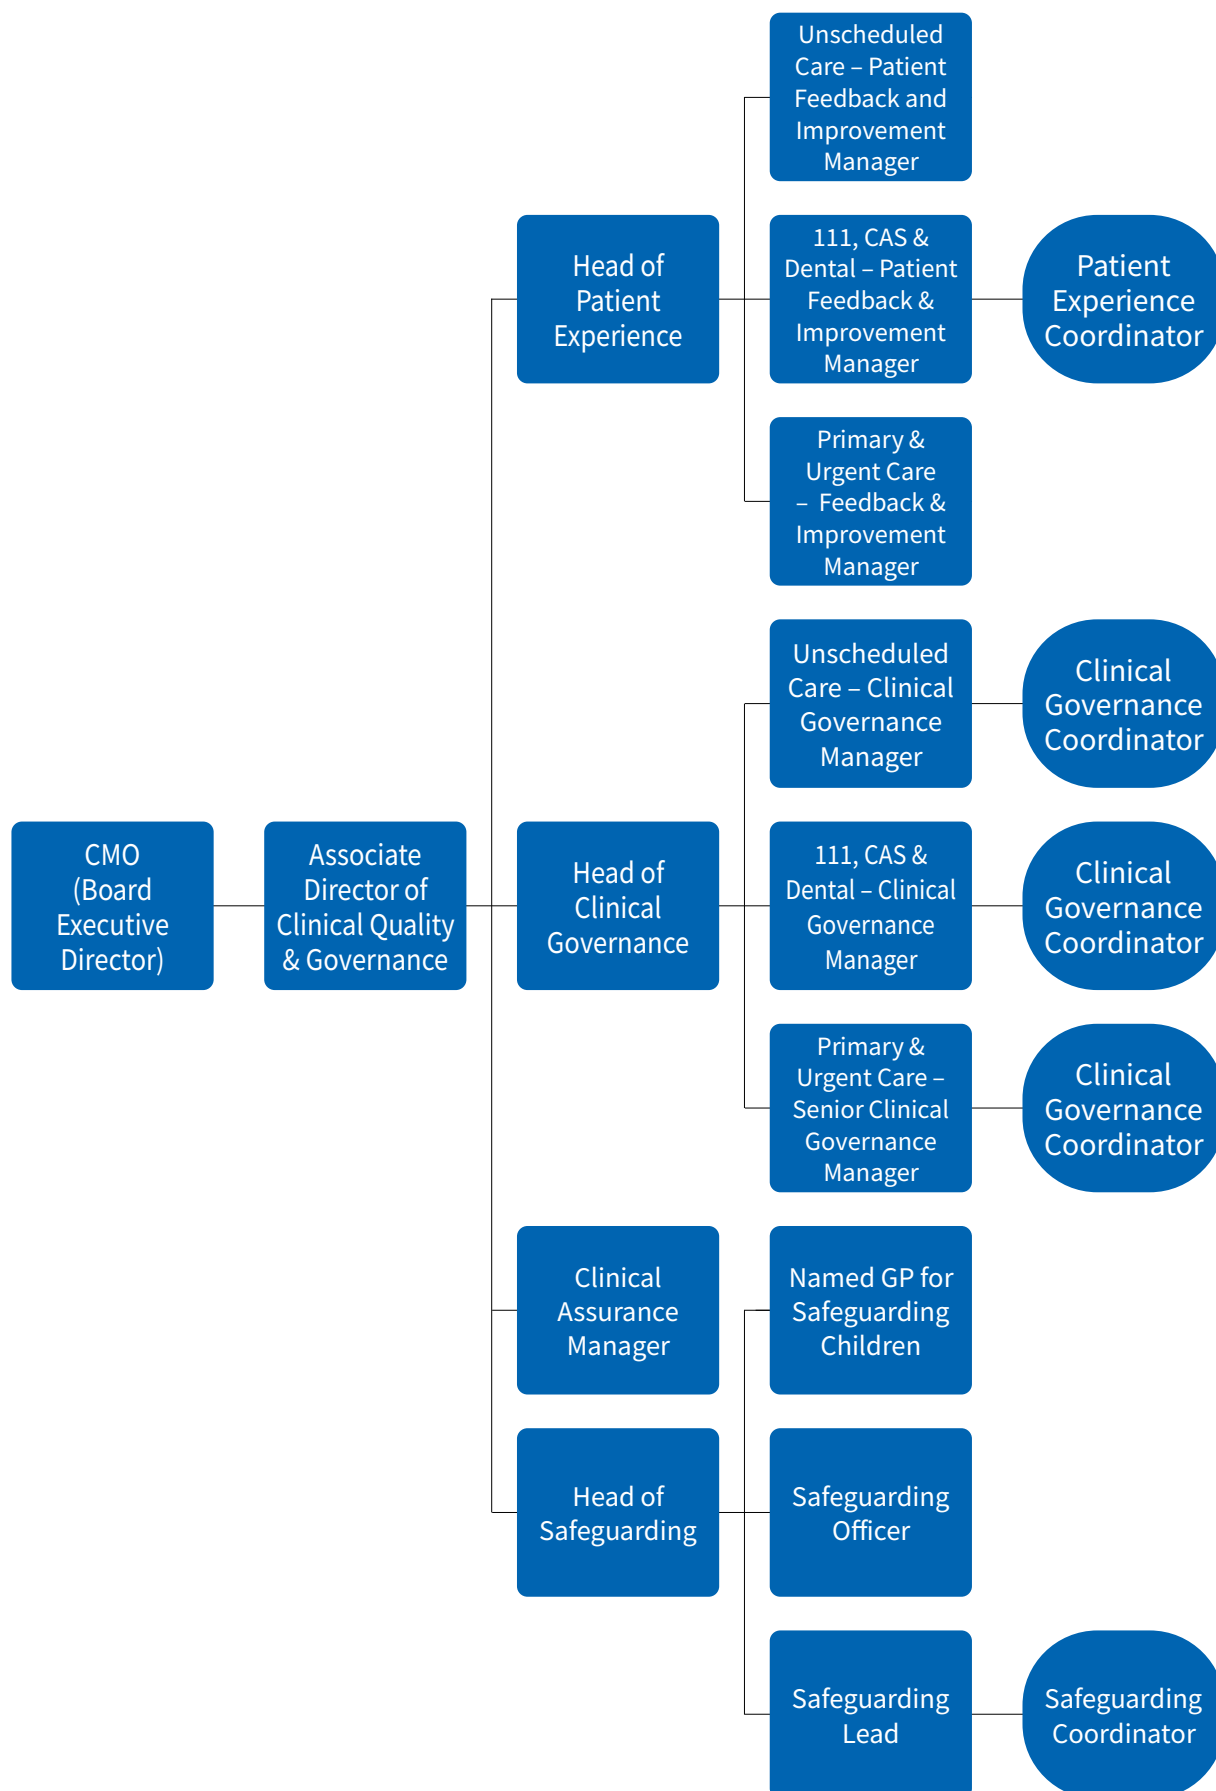 Unscheduled
Care – Patient
Feedback and
Improvement
Manager
Head of
Patient
Experience
111, CAS &
Dental – Patient
Feedback &
Improvement
Manager
Patient
Experience
Coordinator
Primary &
Urgent Care
– Feedback &
Improvement
Manager
Unscheduled
Care – Clinical
Governance
Manager
Clinical
Governance
Coordinator
CMO
(Board
Executive
Director)
Associate
Director of
Clinical Quality
& Governance
Head of
Clinical
Governance
111, CAS &
Dental – Clinical
Governance
Manager
Clinical
Governance
Coordinator
Primary &
Urgent Care –
Senior Clinical
Governance
Manager
Clinical
Governance
Coordinator
Clinical
Assurance
Manager
Named GP for
Safeguarding
Children
Head of
Safeguarding
Safeguarding
Officer
Safeguarding
Lead
Safeguarding
Coordinator